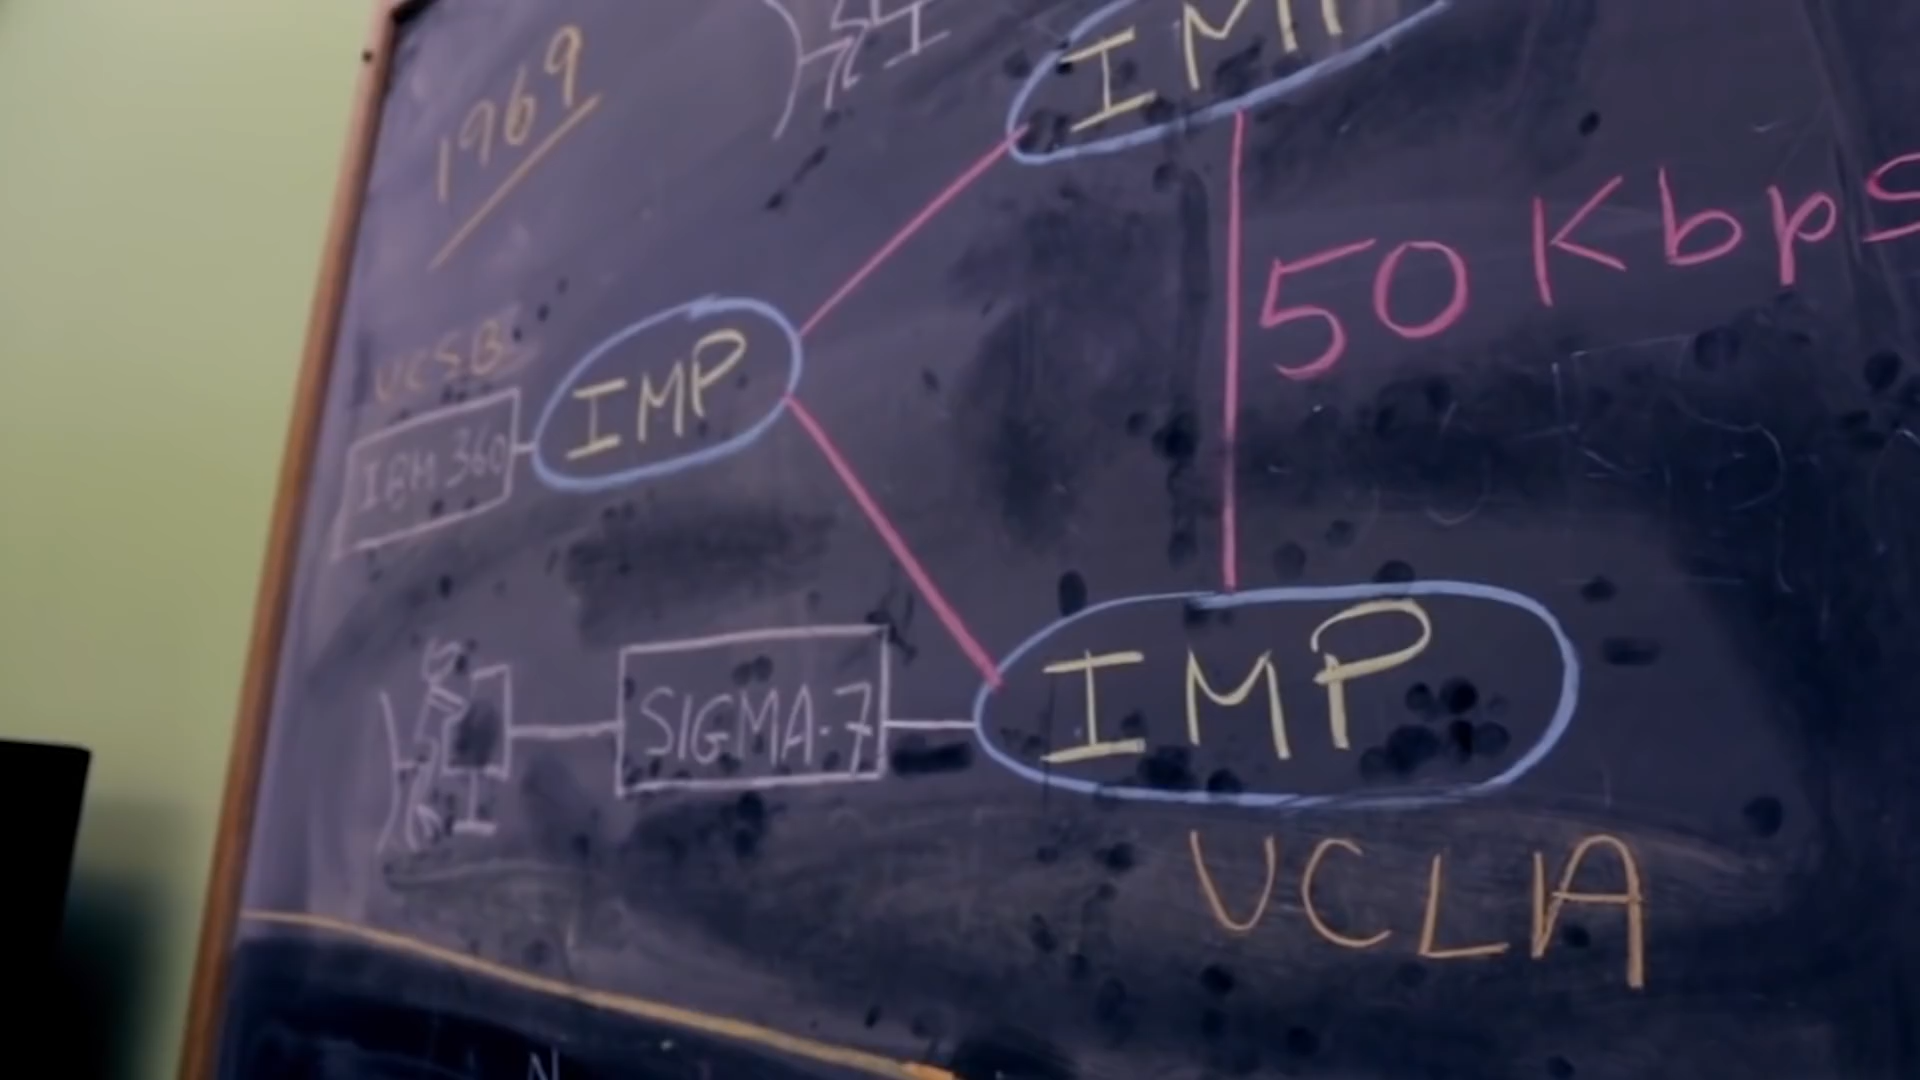 1969
IMP
50 Kbps
UCSB
IMP
IBM 360
SIGMA-7
IMP
UCLA
N